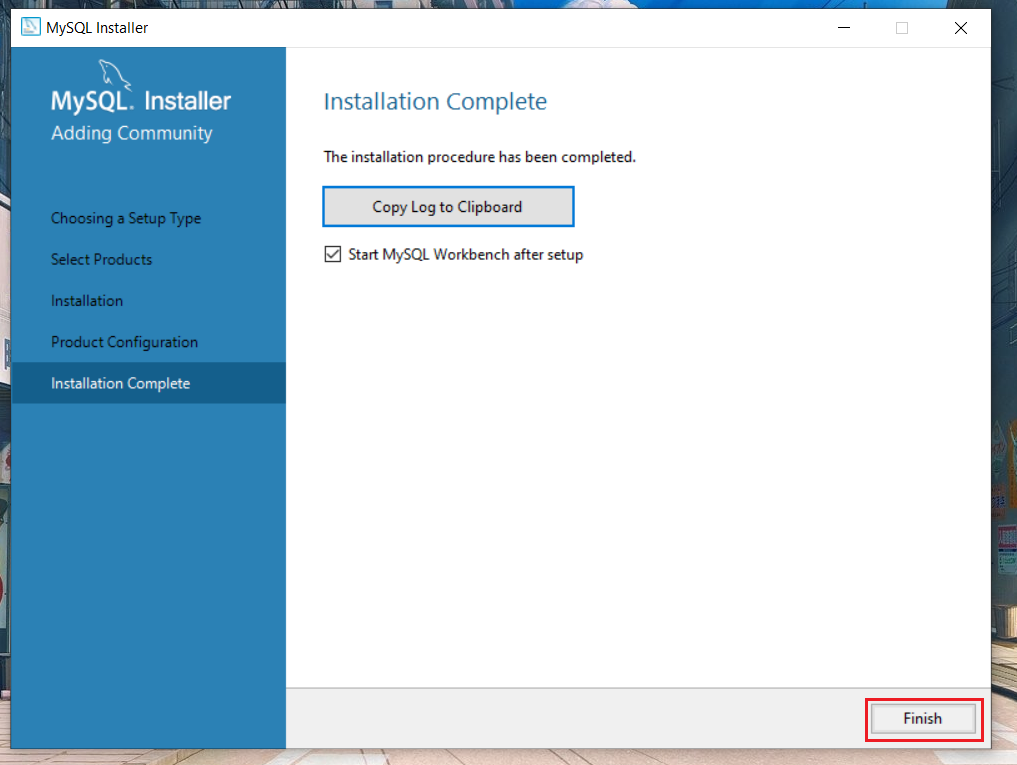 MySQL Installer
MySQL. Installer
Adding Community
Choosing a Setup Type
Select Products
Installation
Product Configuration
Installation Complete
Installation Complete
The installation procedure has been completed.
Copy Log to Clipboard
Start MySQL Workbench after setup
Finish